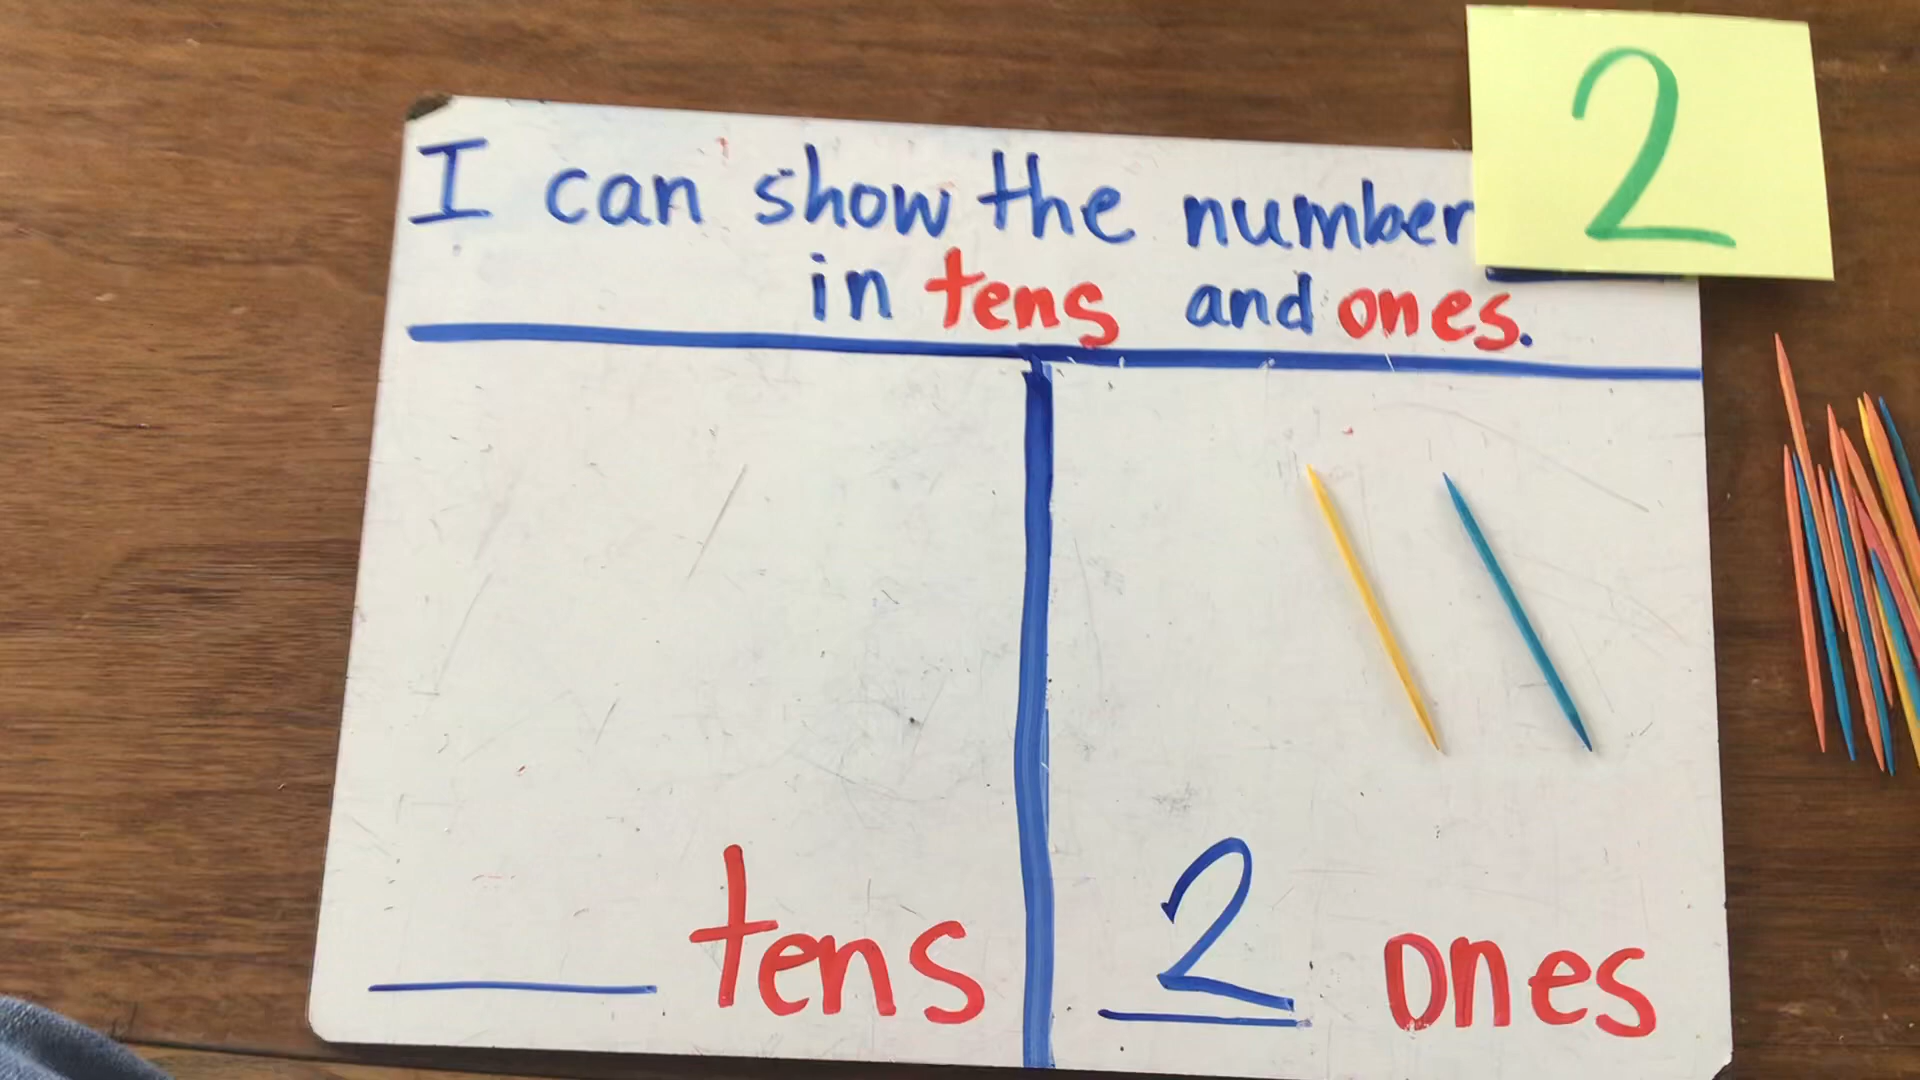 I can show the number 2
in tens and ones.
tens 2 ones